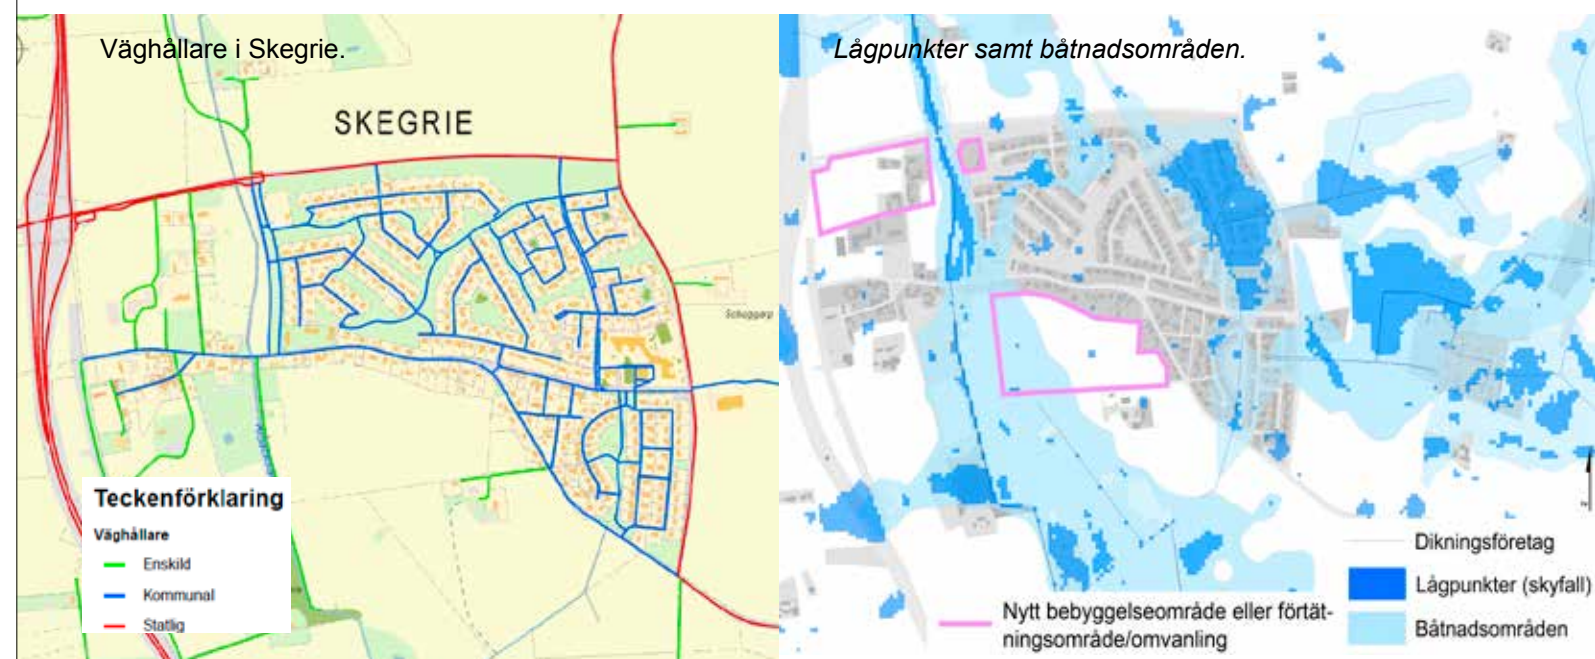 Väghållare i Skegrie.
SKEGRIE
Teckenförklaring
Väghållare
Enskild
Kommunal
Statlig
Lågpunkter samt båtnadsområden.
Nytt bebyggelseområde eller förtät-
ningsområde/omvanling
Dikningsföretag
Lågpunkter (skyfall)
Båtnadsområden